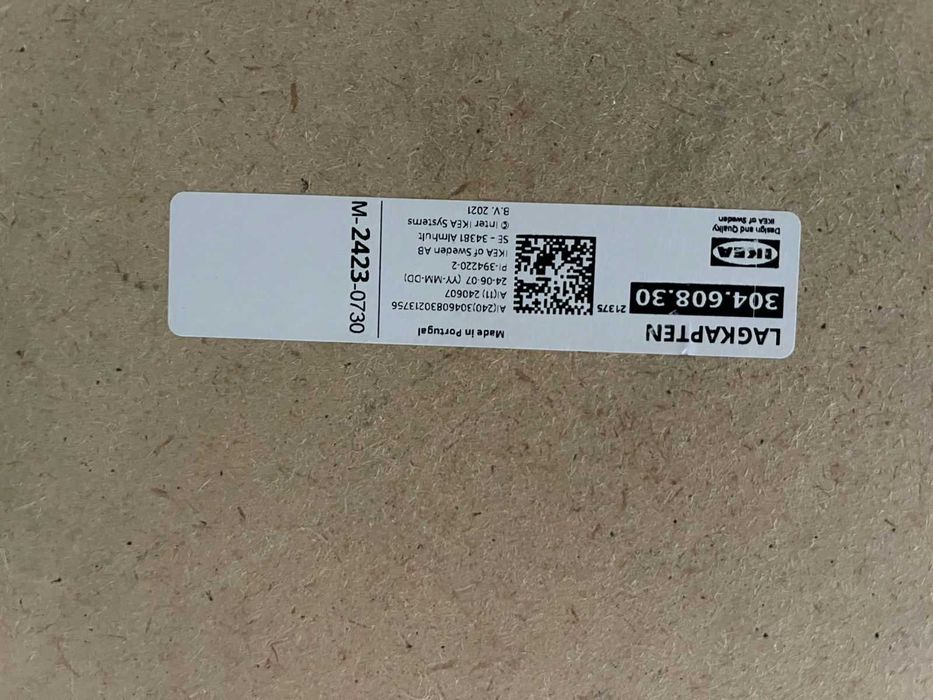 LAGKAPTEN
304.608.30
21375
IKEA
Design and Quality
IKEA of Sweden
Made in Portugal
AI(240)30460830213756
AI(11) 240607
24-06-07 (YY-MM-DD)
PI-394220-2
IKEA of Sweden AB
SE - 34381 Älmhult
© Inter IKEA Systems
B.V. 2021
M-2423-0730